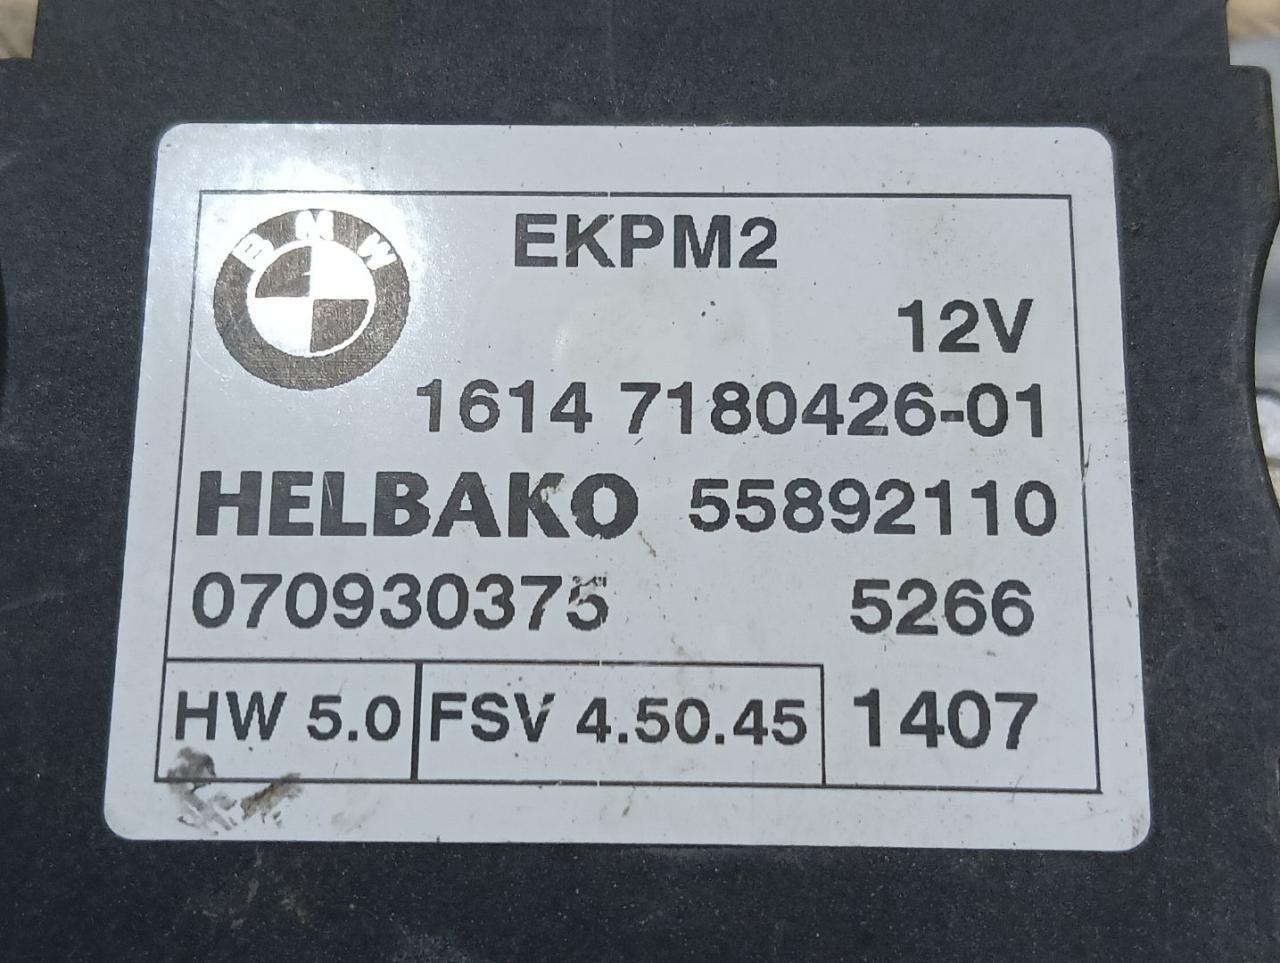 BMW
EKPM2
12V
1614 7180426-01
HELBAKO 55892110
070930375 5266
HW 5.0 FSV 4.50.45 1407